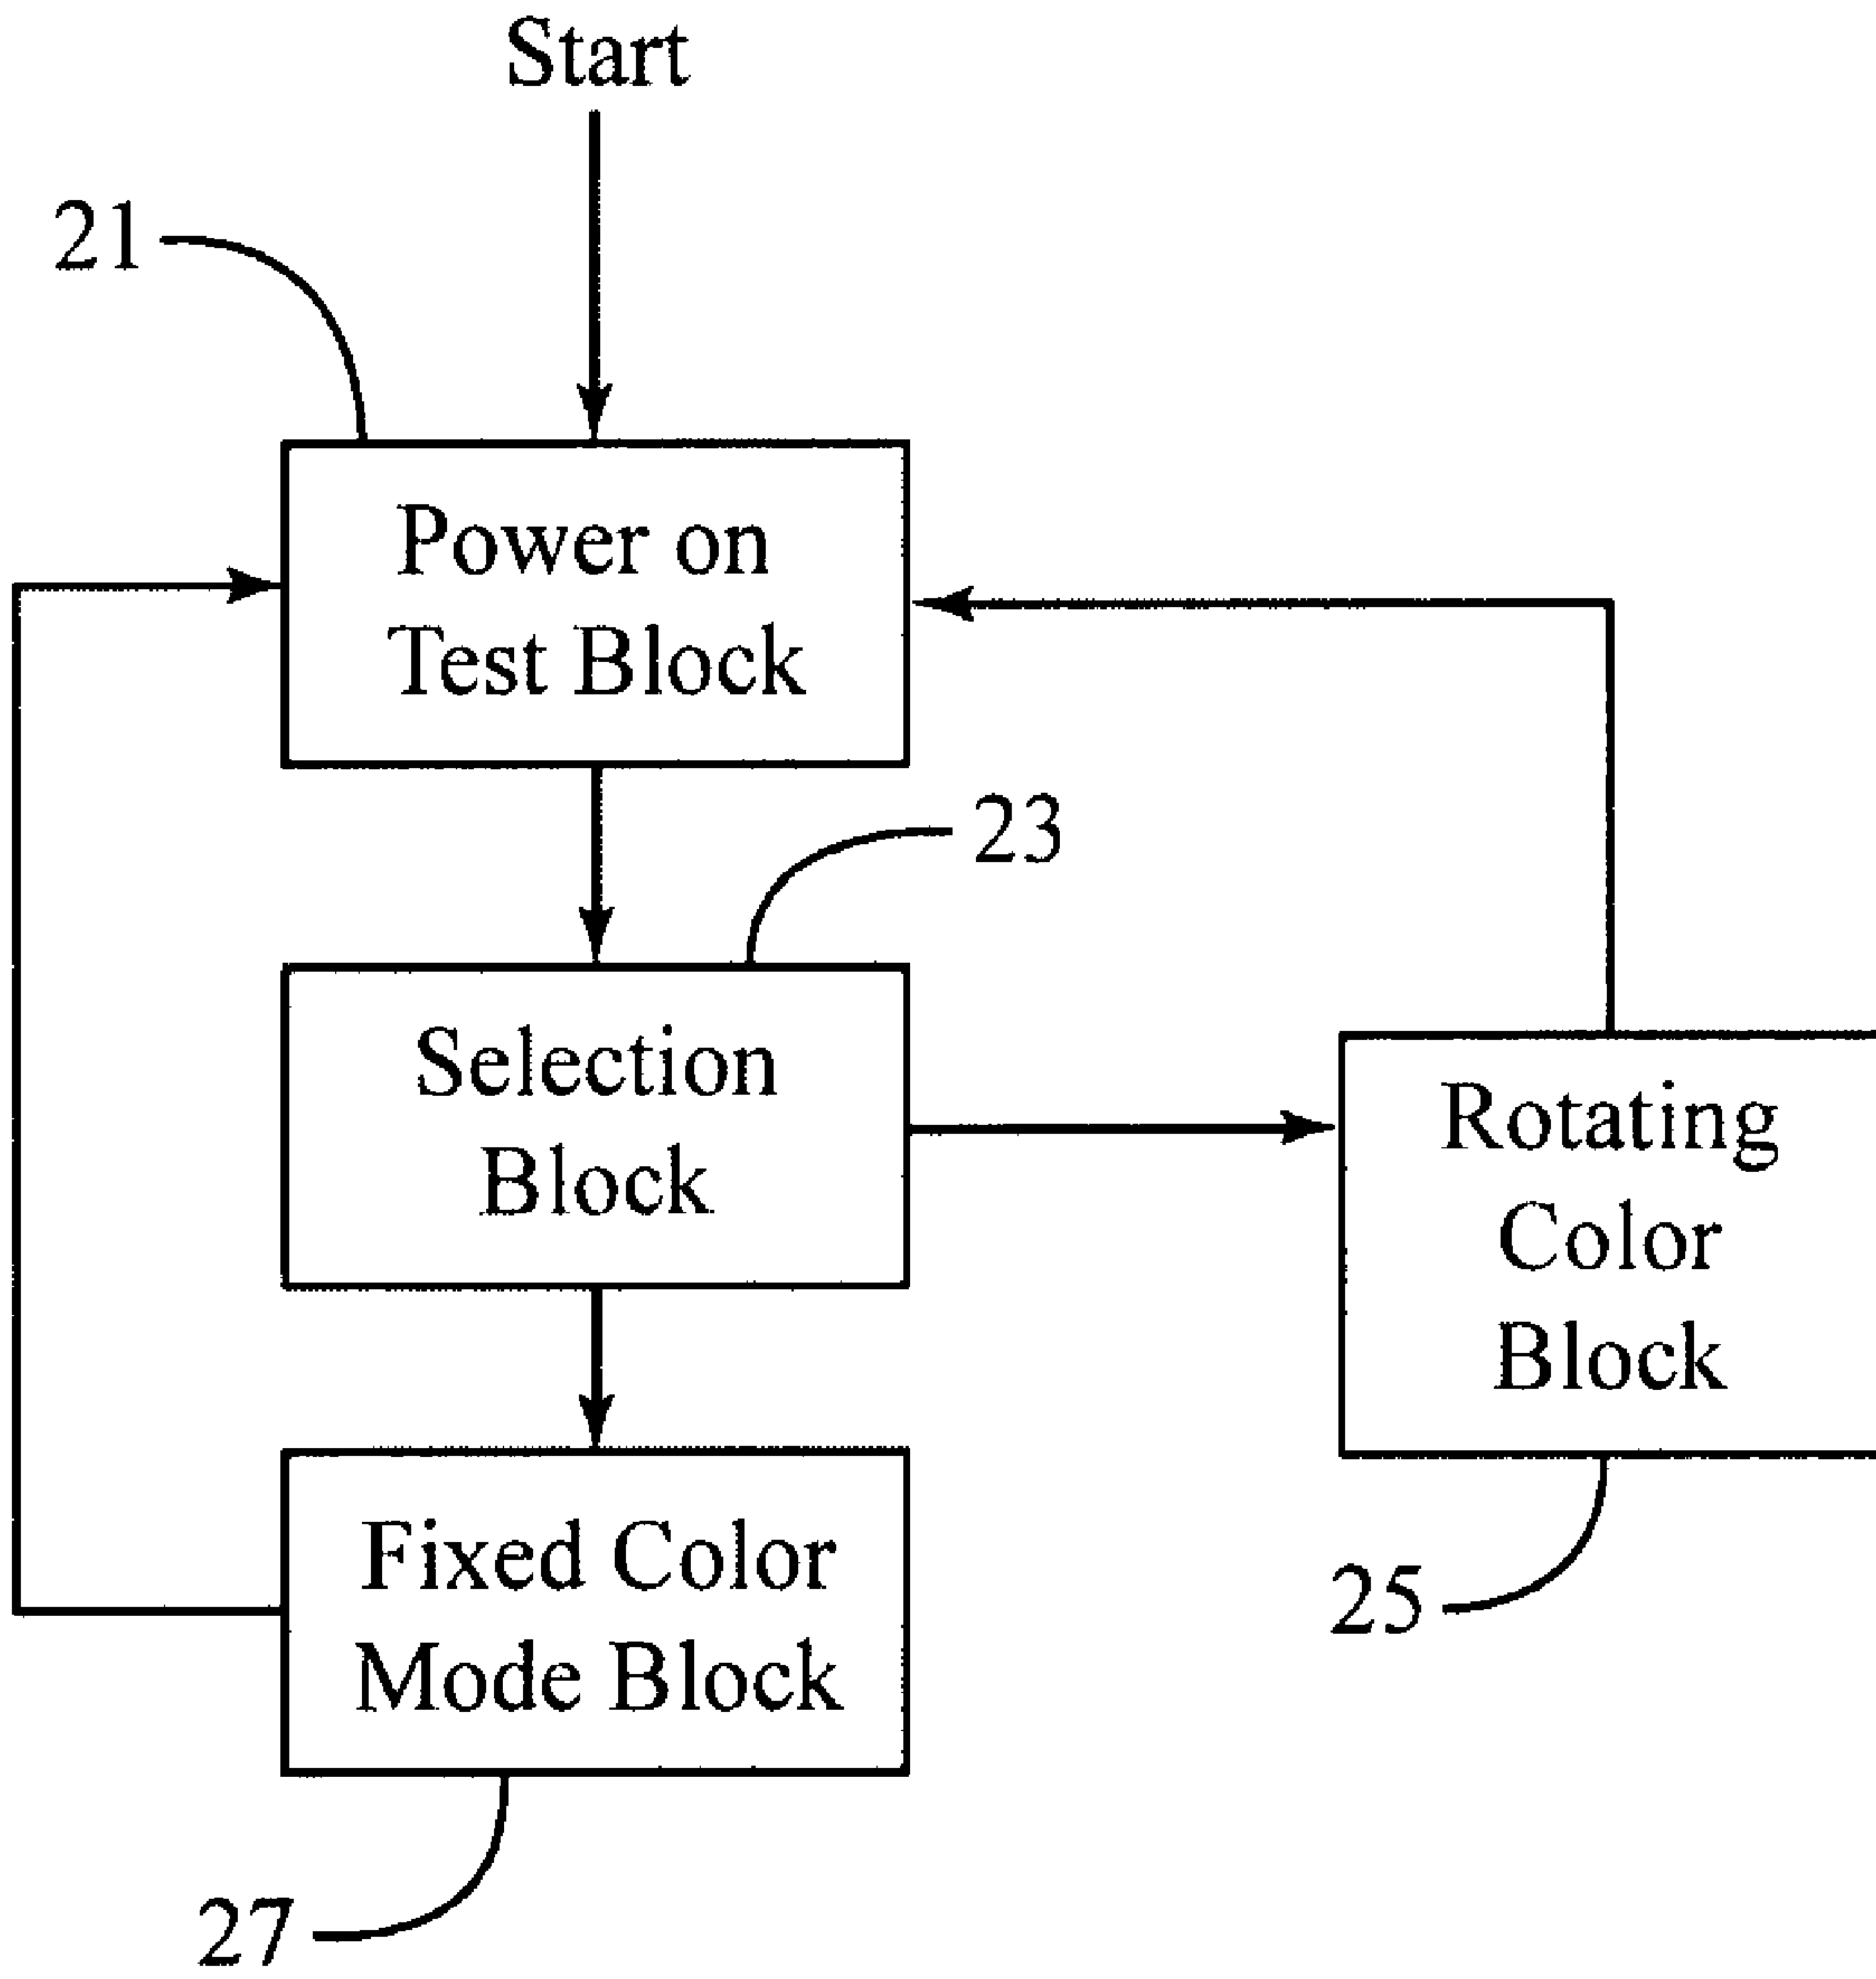 Start
21
Power on
Test Block
23
Selection
Block
Rotating
Color
Block
25
Fixed Color
Mode Block
27